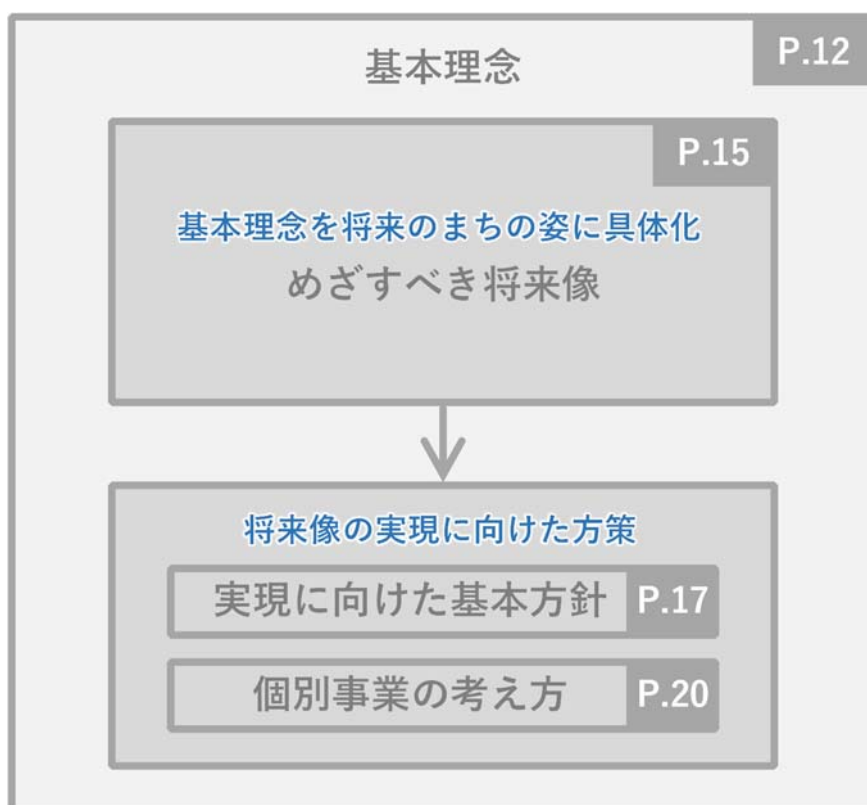 基本理念
P.12
P.15
基本理念を将来のまちの姿に具体化
めざすべき将来像
将来像の実現に向けた方策
実現に向けた基本方針 P.17
個別事業の考え方 P.20